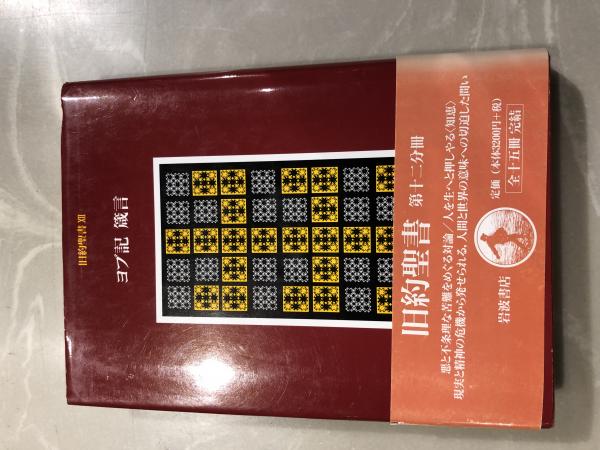 旧約聖書 XII
ヨブ記 箴言
旧約聖書 第十二分冊
悪と不条理な苦難をめぐる対論／人を生へと押しやる〈知恵〉
現実と精神の危機から発せられる、人間と世界の意味への切迫した問い
定価（本体3200円+税）
全十五冊 完結
岩波書店